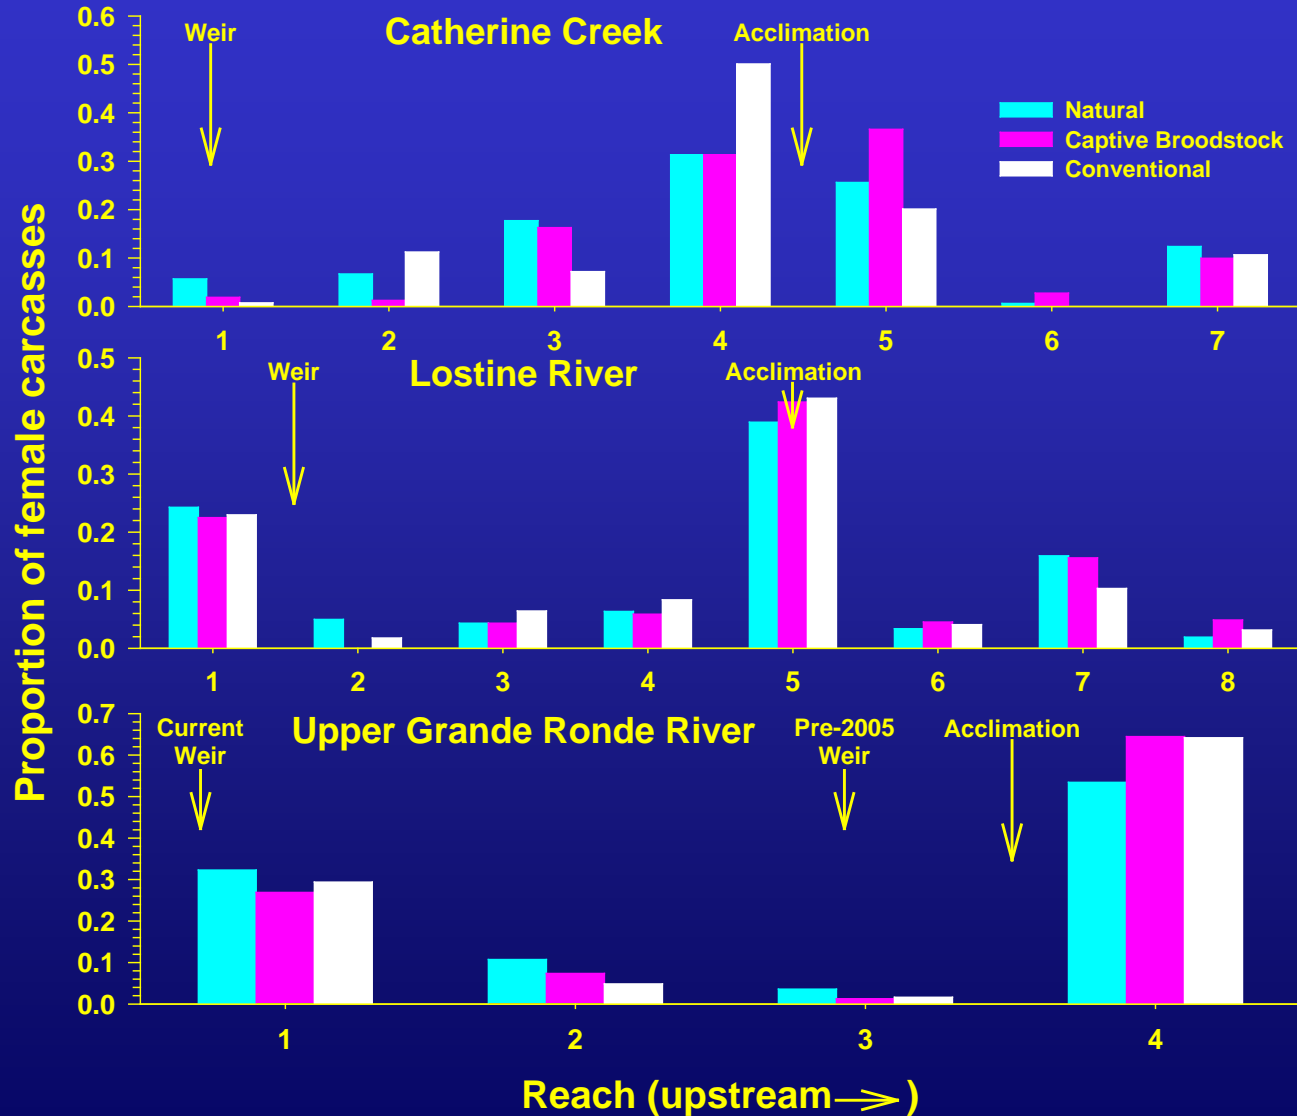 Proportion of female carcasses
Catherine Creek
Weir
Acclimation
Natural
Captive Broodstock
Conventional
0.6
0.5
0.4
0.3
0.2
0.1
0.0
1 2 3 4 5 6 7
Lostine River
Weir
Acclimation
0.5
0.4
0.3
0.2
0.1
0.0
1 2 3 4 5 6 7 8
Upper Grande Ronde River
Current
Weir
Pre-2005
Weir
Acclimation
0.7
0.6
0.5
0.4
0.3
0.2
0.1
0.0
1 2 3 4
Reach (upstream→)